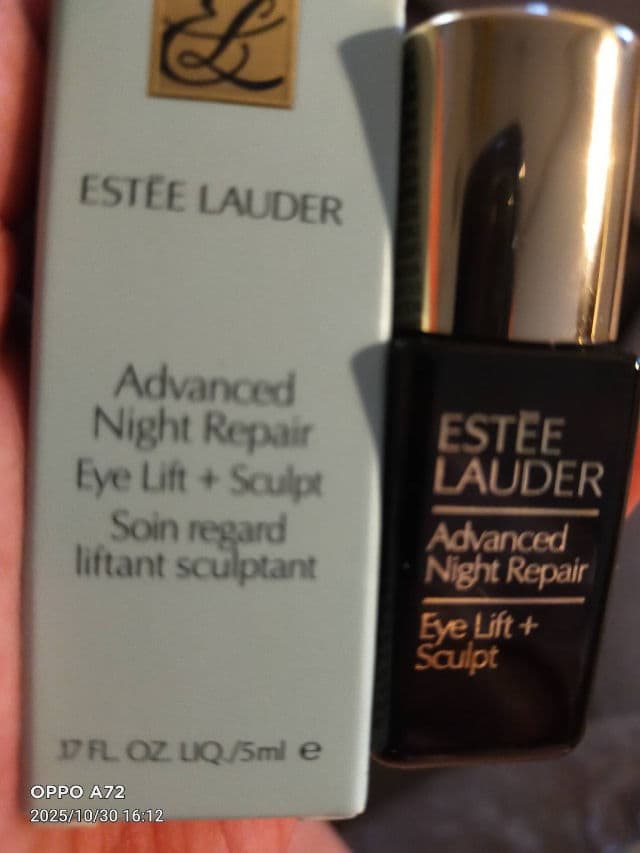 EL
ESTĒE LAUDER
Advanced
Night Repair
Eye Lift + Sculpt
Soin regard
liftant sculptant
.17 FL. OZ. LIQ./5ml ℮
ESTĒE
LAUDER
Advanced
Night Repair
Eye Lift +
Sculpt
OPPO A72
2025/10/30 16:12